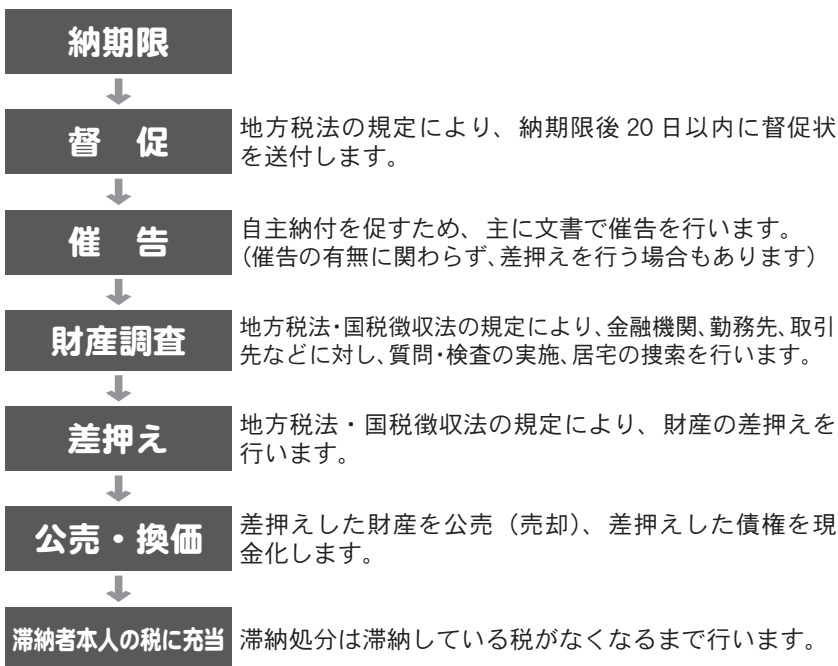 納期限
督　促
地方税法の規定により、納期限後 20 日以内に督促状
を送付します。
催　告
自主納付を促すため、主に文書で催告を行います。
（催告の有無に関わらず、差押えを行う場合もあります）
財産調査
地方税法・国税徴収法の規定により、金融機関、勤務先、取引
先などに対し、質問・検査の実施、居宅の捜索を行います。
差押え
地方税法・国税徴収法の規定により、財産の差押えを
行います。
公売・換価
差押えした財産を公売（売却）、差押えした債権を現
金化します。
滞納者本人の税に充当
滞納処分は滞納している税がなくなるまで行います。